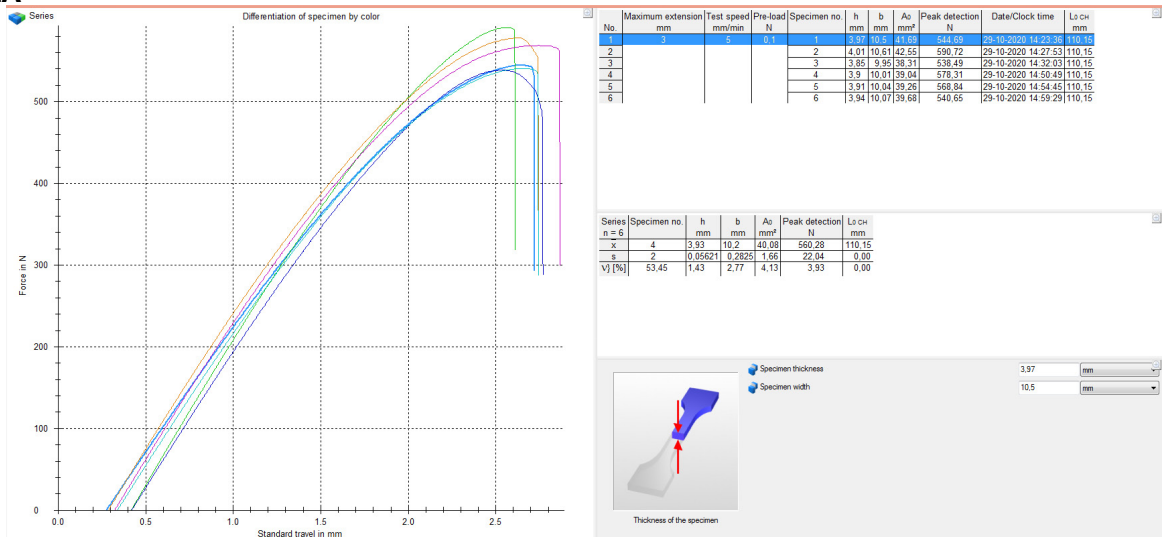 Series
Differentiation of specimen by color
Force in N
500
400
300
200
100
0
0.0 0.5 1.0 1.5 2.0 2.5
Standard travel in mm
Maximum extension Test speed Pre-load Specimen no. h b A0 Peak detection Date/Clock time L0 CH
No. mm mm/min N mm mm mm² N mm
1 3 5 0,1 1 3,97 10,5 41,69 544,69 29-10-2020 14:23:36 110,15
2 2 4,01 10,61 42,55 590,72 29-10-2020 14:27:53 110,15
3 3 3,85 9,95 38,31 538,49 29-10-2020 14:32:03 110,15
4 4 3,9 10,01 39,04 578,31 29-10-2020 14:50:49 110,15
5 5 3,91 10,04 39,26 568,84 29-10-2020 14:54:45 110,15
6 6 3,94 10,07 39,68 540,65 29-10-2020 14:59:29 110,15
Series Specimen no. h b A0 Peak detection L0 CH
n = 6 mm mm mm² N mm
x 4 3,93 10,2 40,08 560,28 110,15
s 2 0,05621 0,2825 1,66 22,04 0,00
[%] 53,45 1,43 2,77 4,13 3,93 0,00
Specimen thickness 3,97 mm
Specimen width 10,5 mm
Thickness of the specimen